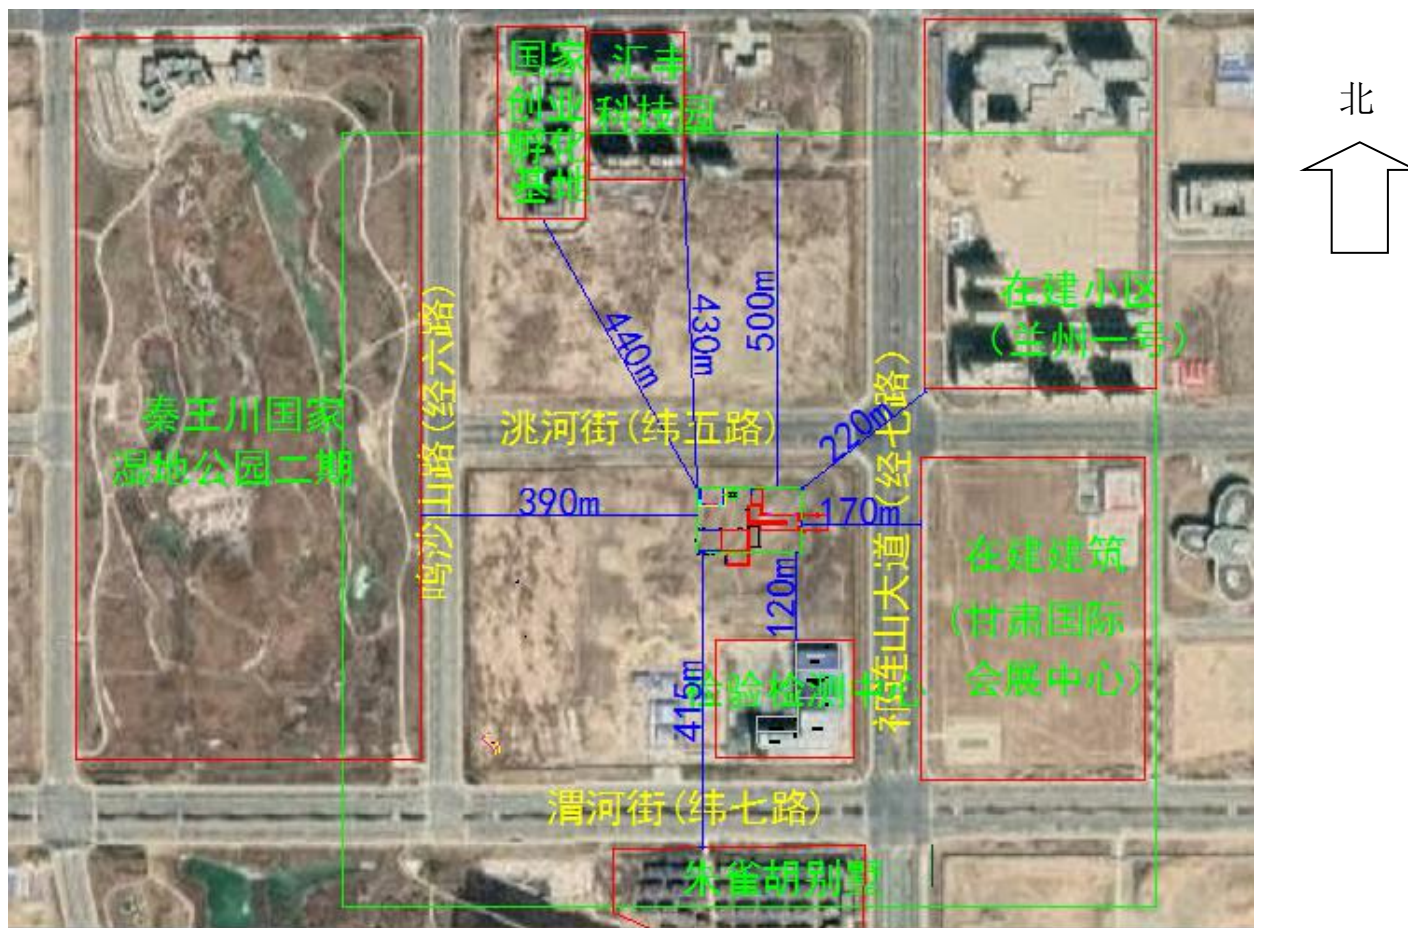 国家
创业
孵化
基地
汇丰
科技园
北
在建小区
(兰州一号)
500m
430m
440m
220m
秦王川国家
湿地公园二期
鸣沙山路(经六路)
洮河街(纬五路)
祁连山大道(经七路)
390m
170m
120m
415m
在建建筑
(甘肃国际
会展中心)
检验检测中心
渭河街(纬七路)
朱雀胡别墅